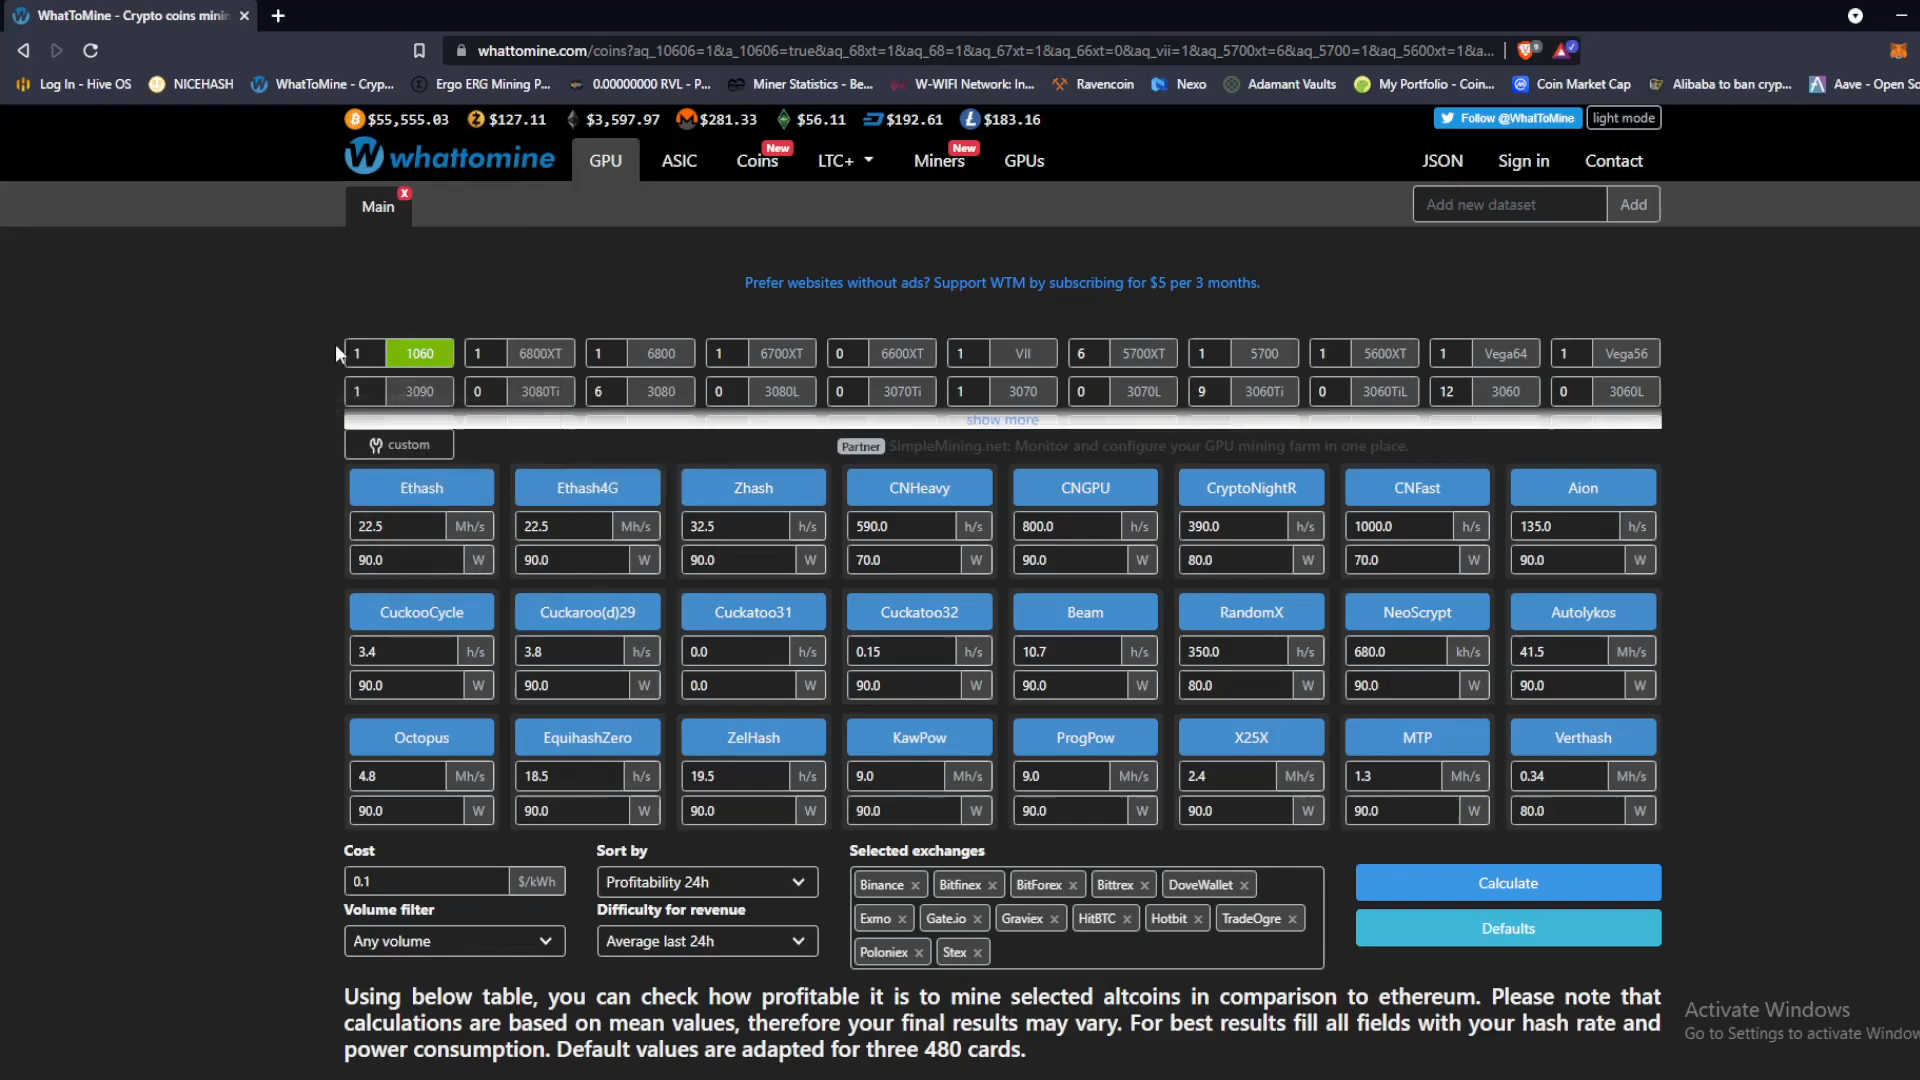 WhatToMine - Crypto coins minin
whattomine.com/coins?aq_10606=1&a_10606=true&aq_68xt=1&aq_68=1&aq_67xt=1&aq_66xt=0&aq_vii=1&aq_5700xt=6&aq_5700=1&aq_5600xt=1&a...
Log In - Hive OS NICEHASH WhatToMine - Cryp... Ergo ERG Mining P... 0.00000000 RVL - P... Miner Statistics - Be... W-WIFI Network: In... Ravencoin Nexo Adamant Vaults My Portfolio - Coin... Coin Market Cap Alibaba to ban cryp... Aave - Open Sc
$55,555.03 $127.11 $3,597.97 $281.33 $56.11 $192.61 $183.16 Follow @WhatToMine light mode
whattomine GPU ASIC Coins New LTC+ Miners New GPUs JSON Sign in Contact
Main x Add new dataset Add
Prefer websites without ads? Support WTM by subscribing for $5 per 3 months.
1 1060 1 6800XT 1 6800 1 6700XT 0 6600XT 1 VII 6 5700XT 1 5700 1 5600XT 1 Vega64 1 Vega56
1 3090 0 3080Ti 6 3080 0 3080L 0 3070Ti 1 3070 0 3070L 9 3060Ti 0 3060TiL 12 3060 0 3060L
show more
custom Partner SimpleMining.net: Monitor and configure your GPU mining farm in one place.
Ethash Ethash4G Zhash CNHeavy CNGPU CryptoNightR CNFast Aion
22.5 Mh/s 22.5 Mh/s 32.5 h/s 590.0 h/s 800.0 h/s 390.0 h/s 1000.0 h/s 135.0 h/s
90.0 W 90.0 W 90.0 W 70.0 W 90.0 W 80.0 W 70.0 W 90.0 W
CuckooCycle Cuckaroo(d)29 Cuckatoo31 Cuckatoo32 Beam RandomX NeoScrypt Autolykos
3.4 h/s 3.8 h/s 0.0 h/s 0.15 h/s 10.7 h/s 350.0 h/s 680.0 kh/s 41.5 Mh/s
90.0 W 90.0 W 0.0 W 90.0 W 90.0 W 80.0 W 90.0 W 90.0 W
Octopus EquihashZero ZelHash KawPow ProgPow X25X MTP Verthash
4.8 Mh/s 18.5 h/s 19.5 h/s 9.0 Mh/s 9.0 Mh/s 2.4 Mh/s 1.3 Mh/s 0.34 Mh/s
90.0 W 90.0 W 90.0 W 90.0 W 90.0 W 90.0 W 90.0 W 80.0 W
Cost Sort by Selected exchanges
0.1 $/kWh Profitability 24h Binance × Bitfinex × BitForex × Bittrex × DoveWallet × Calculate
Volume filter Difficulty for revenue Exmo × Gate.io × Graviex × HitBTC × Hotbit × TradeOgre × Defaults
Any volume Average last 24h Poloniex × Stex ×
Using below table, you can check how profitable it is to mine selected altcoins in comparison to ethereum. Please note that
calculations are based on mean values, therefore your final results may vary. For best results fill all fields with your hash rate and
power consumption. Default values are adapted for three 480 cards.
Activate Windows
Go to Settings to activate Window